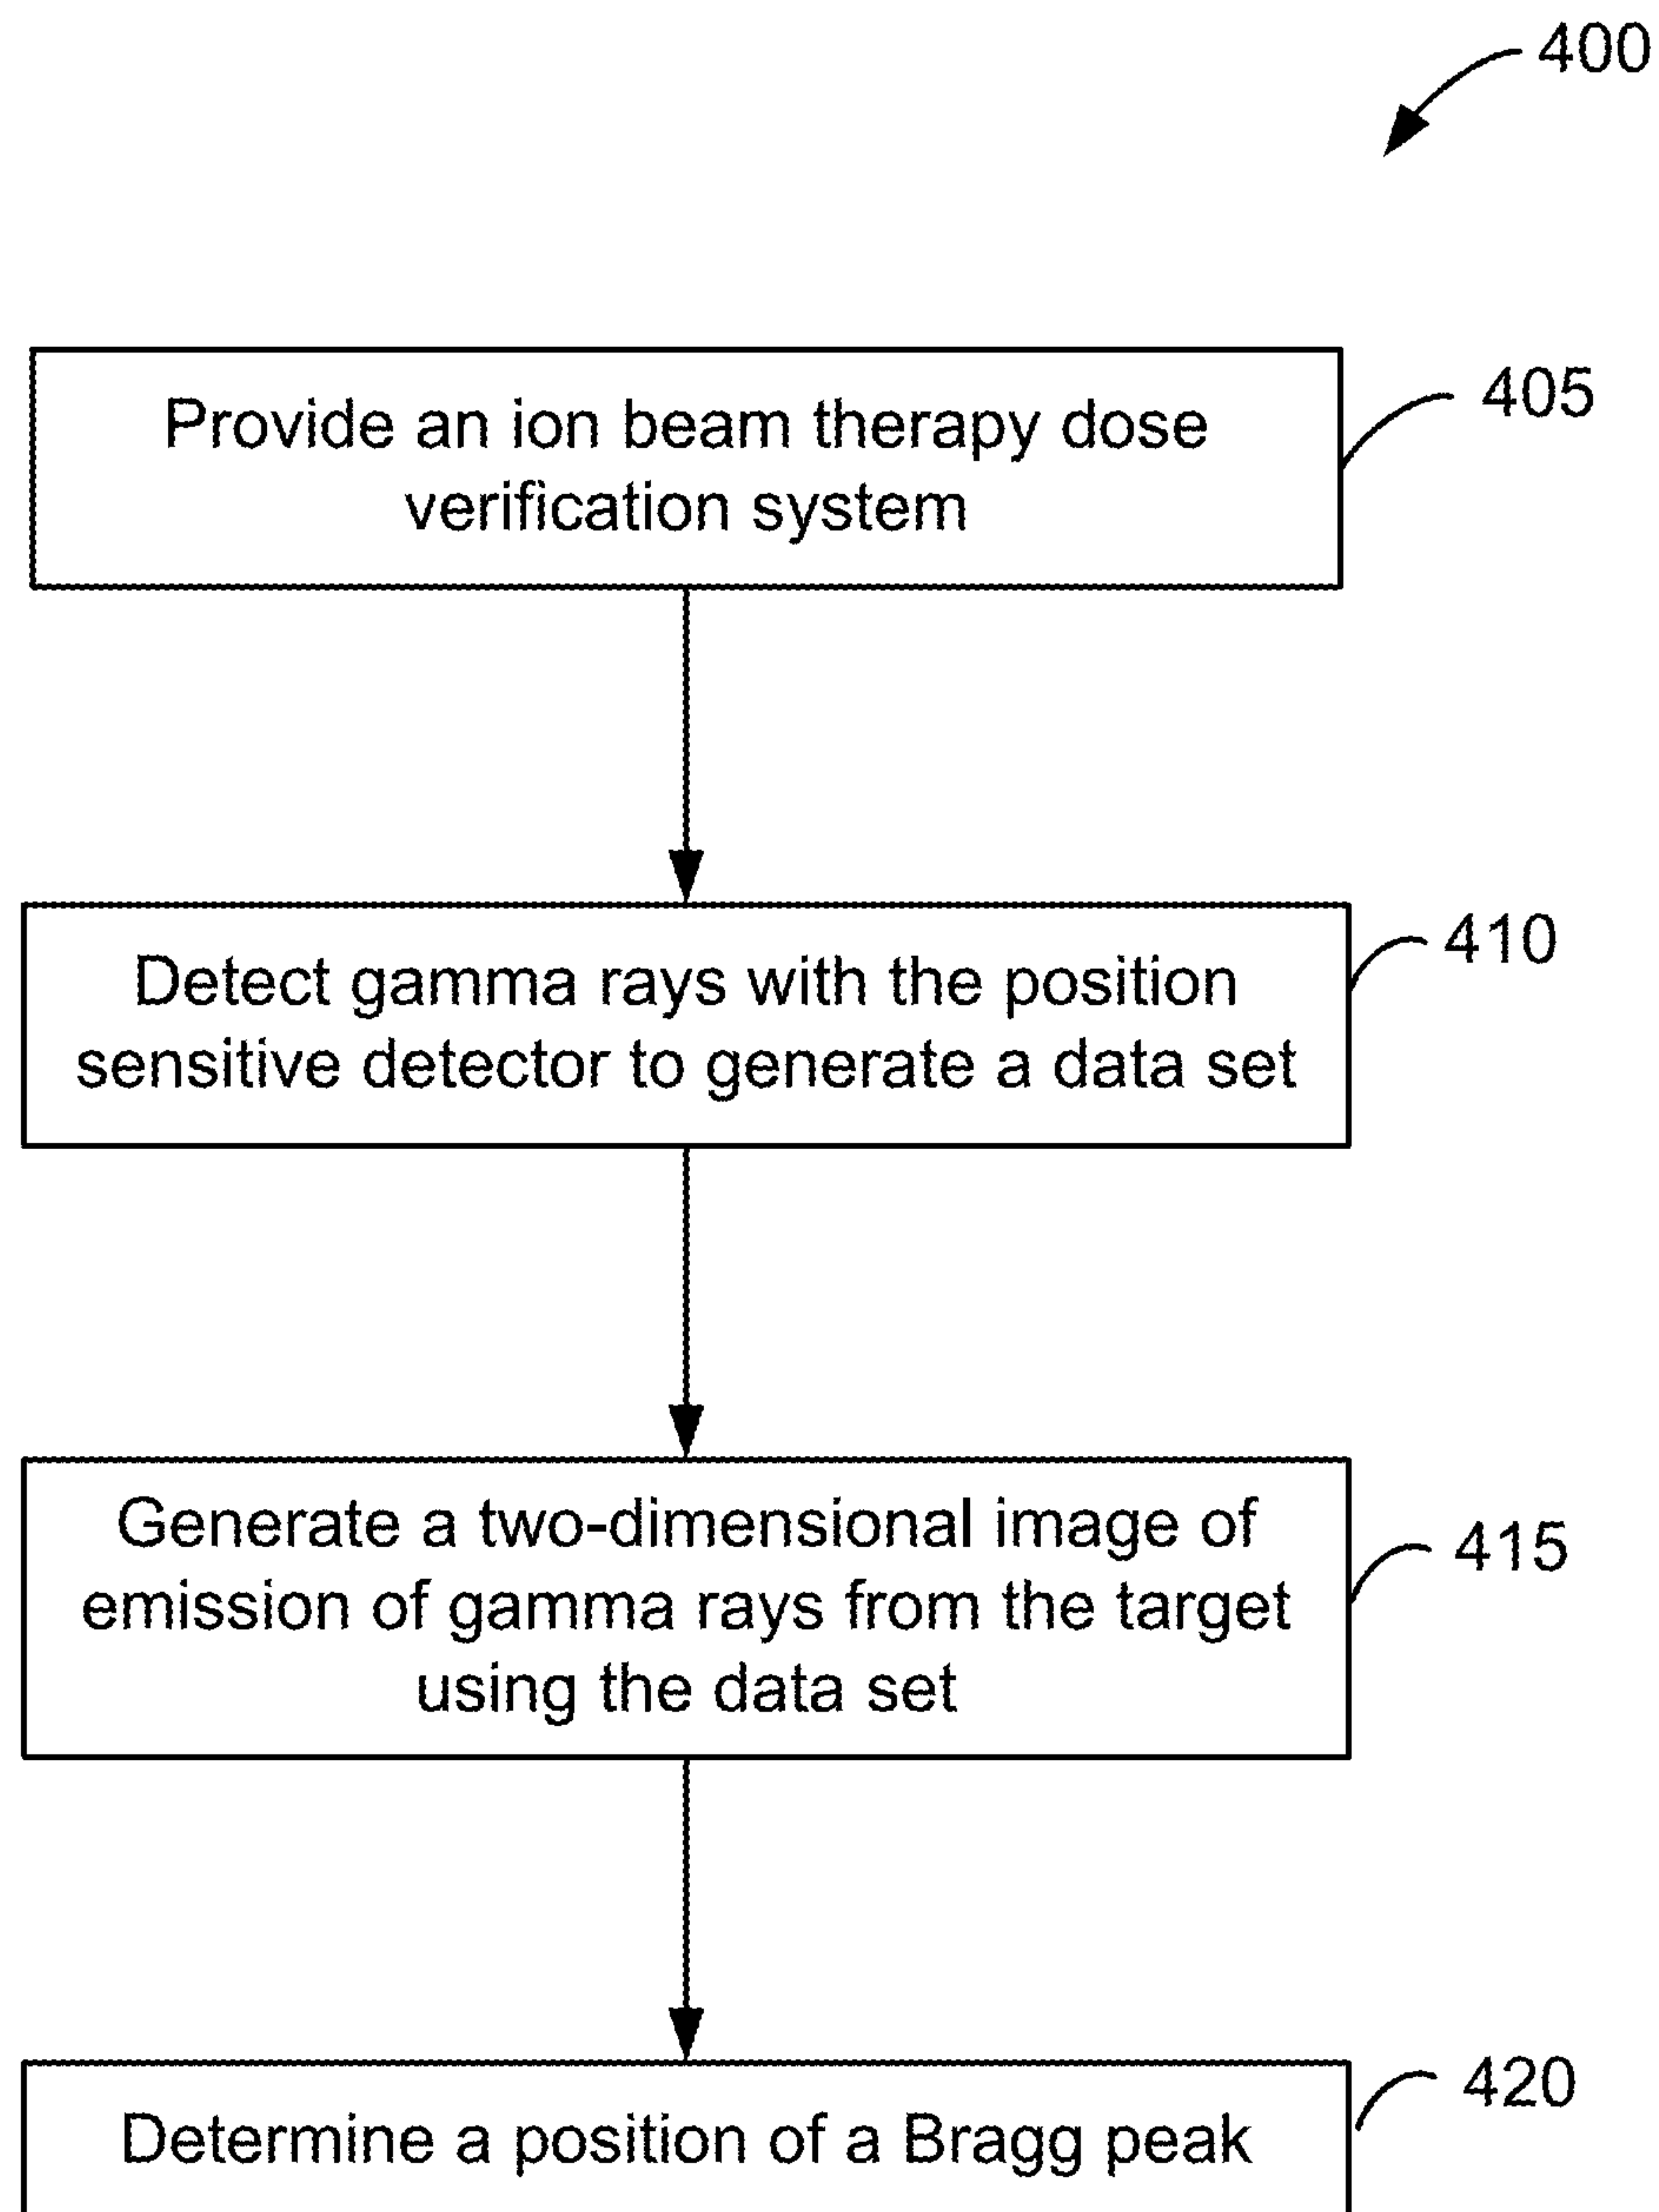 400
Provide an ion beam therapy dose
verification system
405
Detect gamma rays with the position
sensitive detector to generate a data set
410
Generate a two-dimensional image of
emission of gamma rays from the target
using the data set
415
Determine a position of a Bragg peak
420